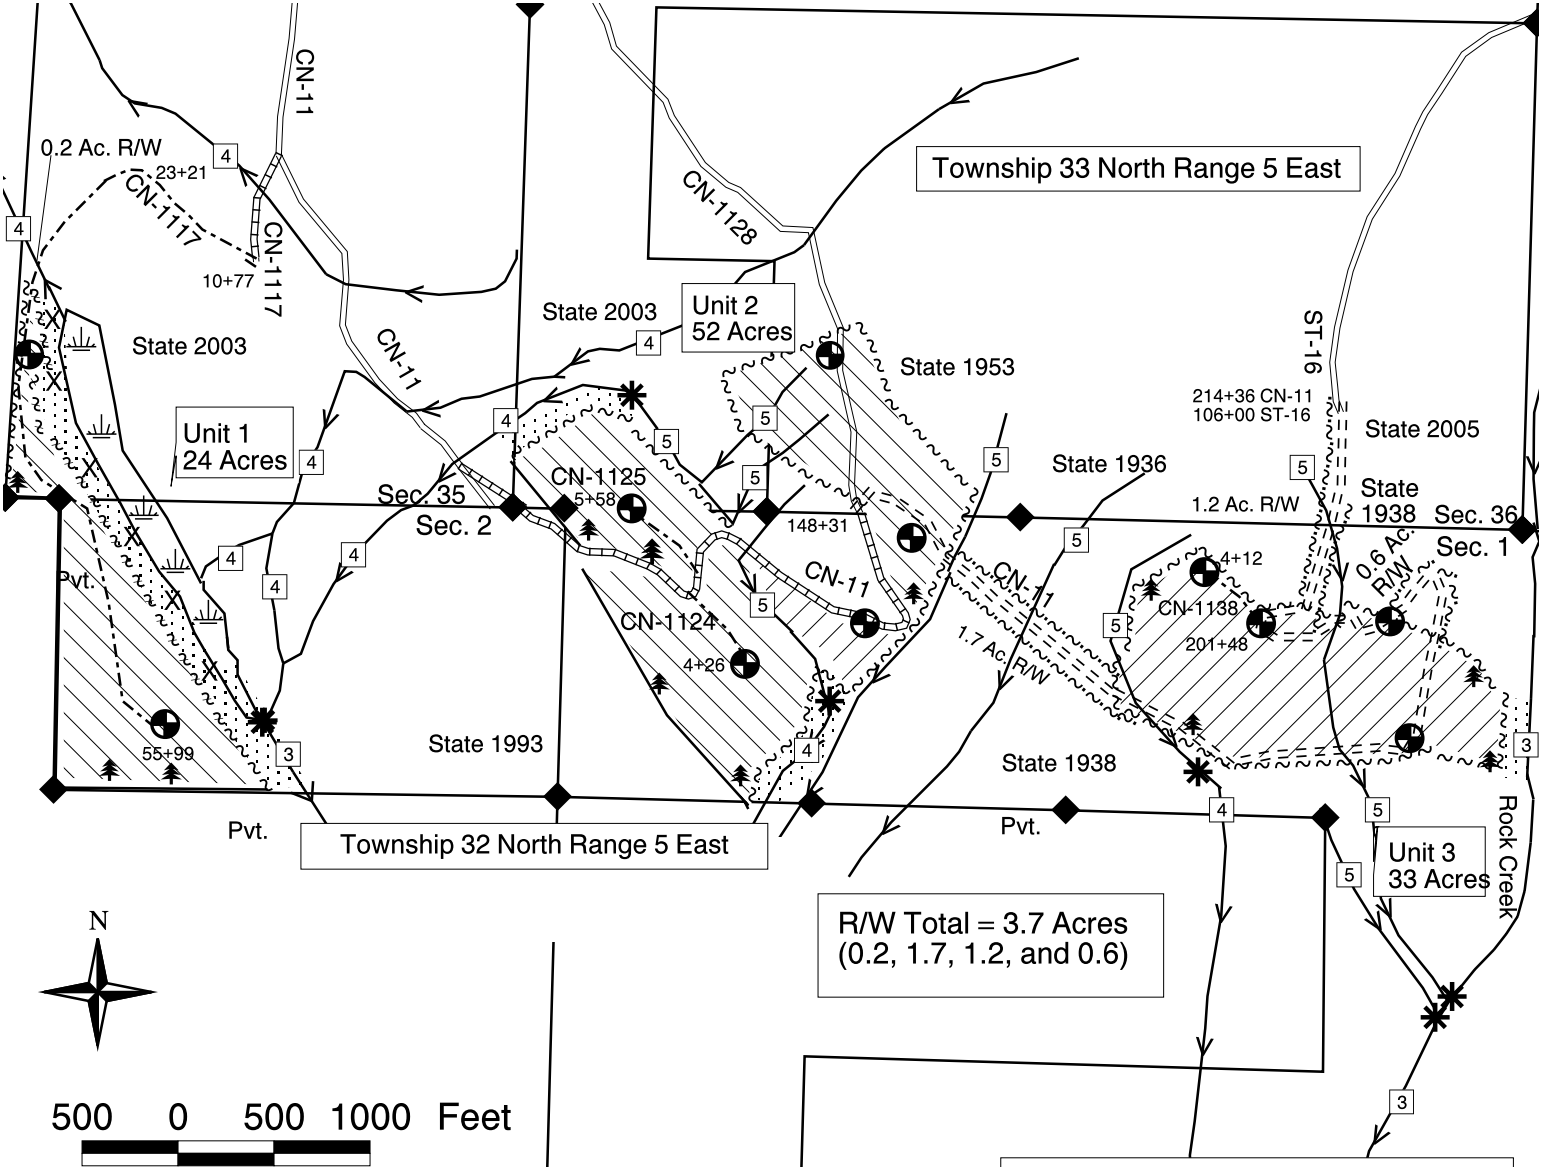 CN-11
0.2 Ac. R/W
4
23+21
CN-1117
Township 33 North Range 5 East
CN-1128
4
CN-1117
10+77
State 2003
Unit 2
52 Acres
State 2003
4
CN-11
State 1953
ST-16
214+36 CN-11
106+00 ST-16
State 2005
Unit 1
24 Acres
4
4
5
5
5
5
5
State 1936
CN-1125
5+58
Sec. 35
Sec. 2
148+31
1.2 Ac. R/W
State
1938
Sec. 36
Sec. 1
0.6 Ac.
R/W
4
4
4
Pvt.
5
CN-11
CN-11
4+12
CN-1138
201+48
5
5
CN-1124
4+26
1.7 Ac. R/W
55+99
3
State 1993
4
State 1938
3
Pvt.
Township 32 North Range 5 East
Pvt.
4
5
Rock Creek
Unit 3
33 Acres
5
R/W Total = 3.7 Acres
(0.2, 1.7, 1.2, and 0.6)
N
3
500 0 500 1000 Feet